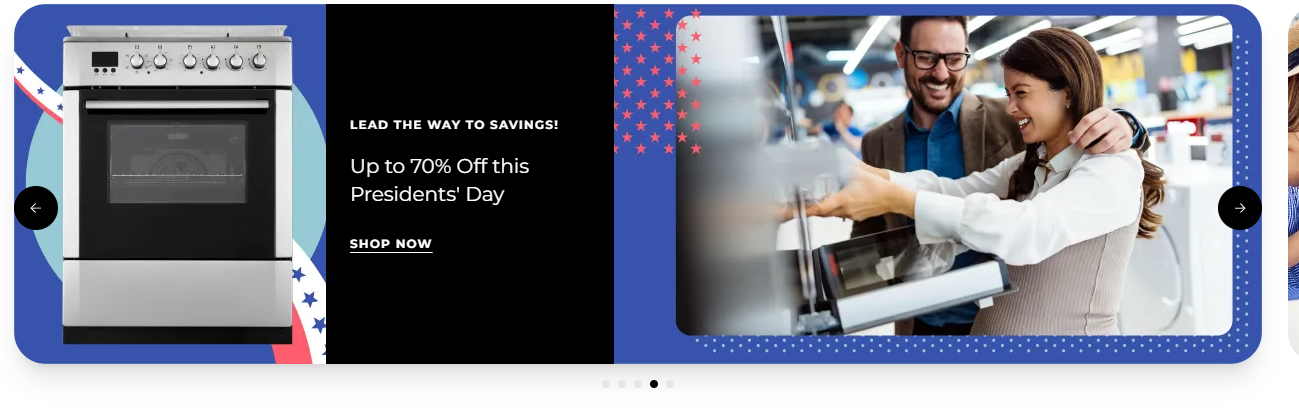 LEAD THE WAY TO SAVINGS!
Up to 70% Off this
Presidents' Day
SHOP NOW